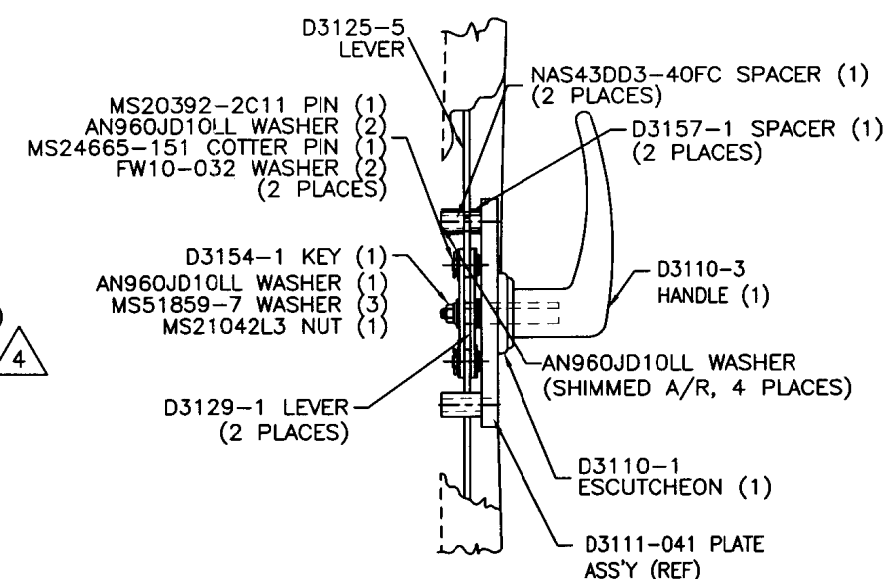 D3125-5
LEVER
NAS43DD3-40FC SPACER (1)
(2 PLACES)
MS20392-2C11 PIN (1)
AN960JD10LL WASHER (2)
MS24665-151 COTTER PIN (1)
FW10-032 WASHER (2)
(2 PLACES)
D3157-1 SPACER (1)
(2 PLACES)
D3154-1 KEY (1)
AN960JD10LL WASHER (1)
MS51859-7 WASHER (3)
MS21042L3 NUT (1)
D3110-3
HANDLE (1)
4
AN960JD10LL WASHER
(SHIMMED A/R, 4 PLACES)
D3129-1 LEVER
(2 PLACES)
D3110-1
ESCUTCHEON (1)
D3111-041 PLATE
ASS'Y (REF)